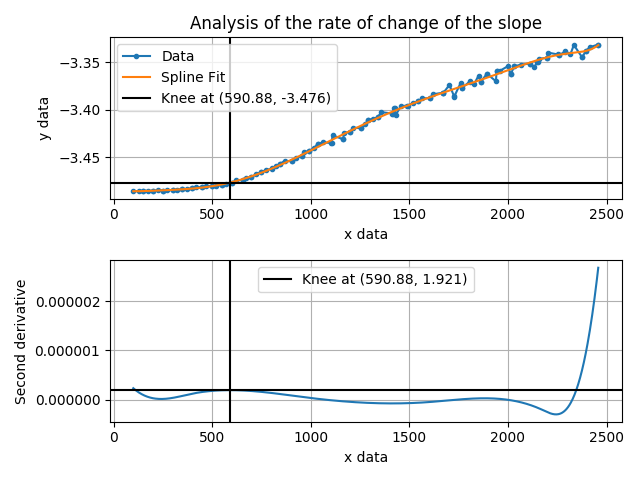 Analysis of the rate of change of the slope
Data
Spline Fit
Knee at (590.88, -3.476)
y data
−3.35
−3.40
−3.45
0 500 1000 1500 2000 2500
x data
Knee at (590.88, 1.921)
Second derivative
0.000002
0.000001
0.000000
0 500 1000 1500 2000 2500
x data